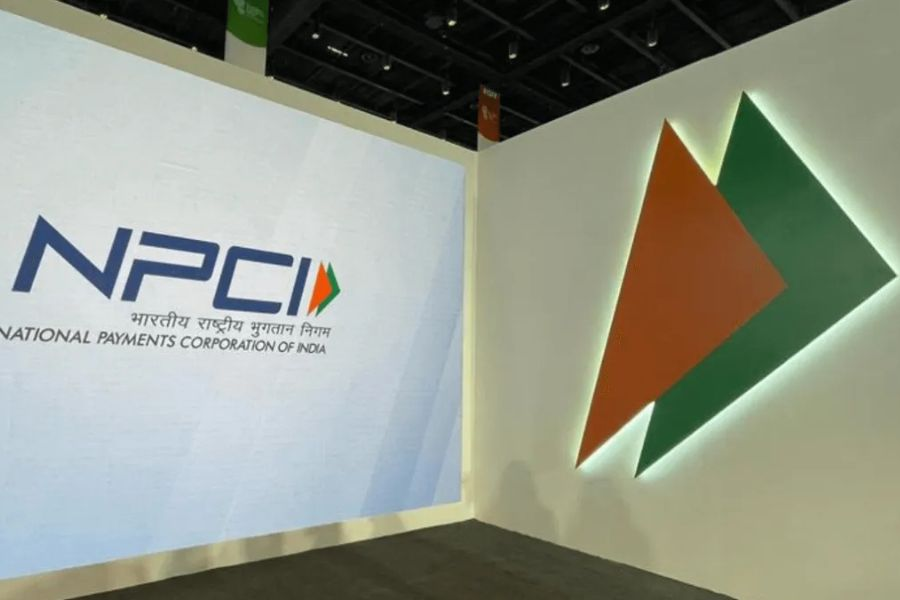 NPCI
भारतीय राष्ट्रीय भुगतान निगम
NATIONAL PAYMENTS CORPORATION OF INDIA